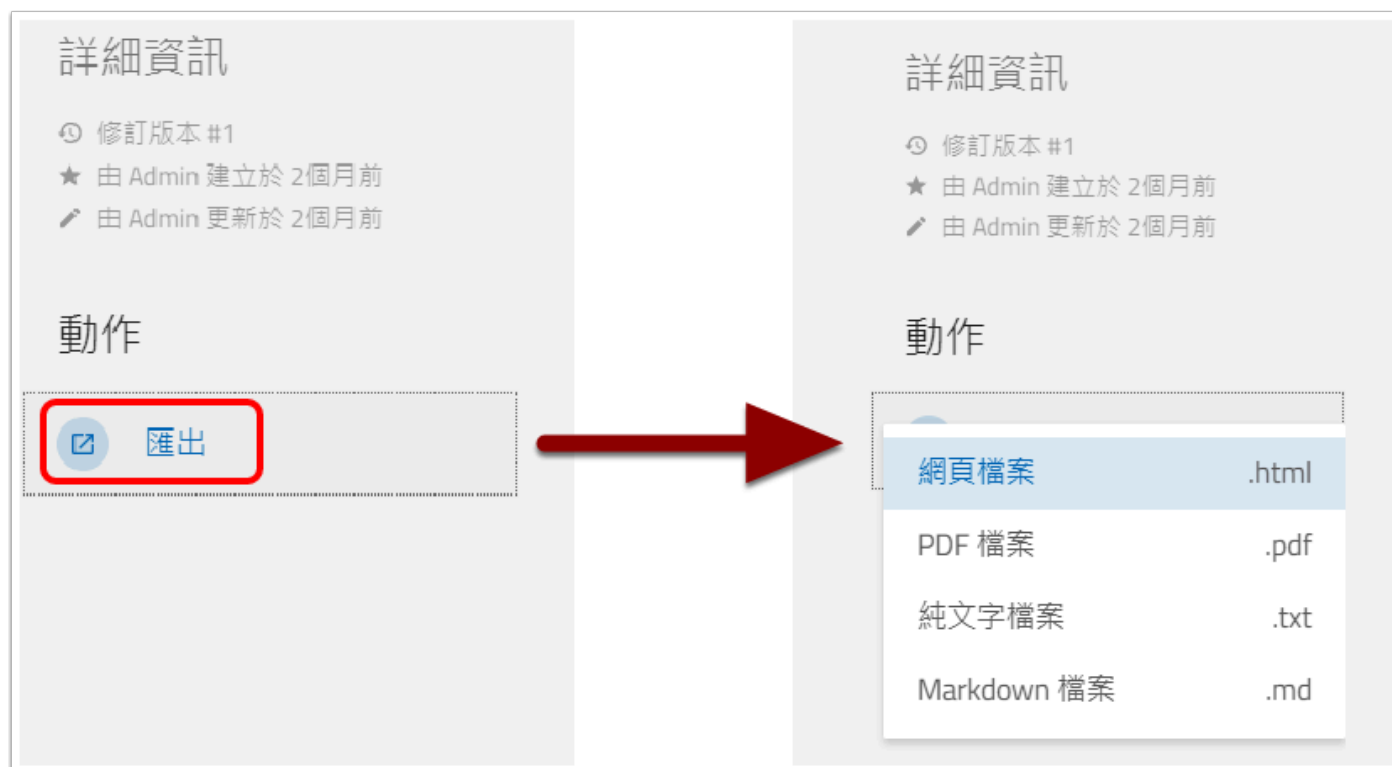 詳細資訊
修訂版本 #1
由 Admin 建立於 2個月前
由 Admin 更新於 2個月前
動作
匯出
詳細資訊
修訂版本 #1
由 Admin 建立於 2個月前
由 Admin 更新於 2個月前
動作
網頁檔案 .html
PDF 檔案 .pdf
純文字檔案 .txt
Markdown 檔案 .md